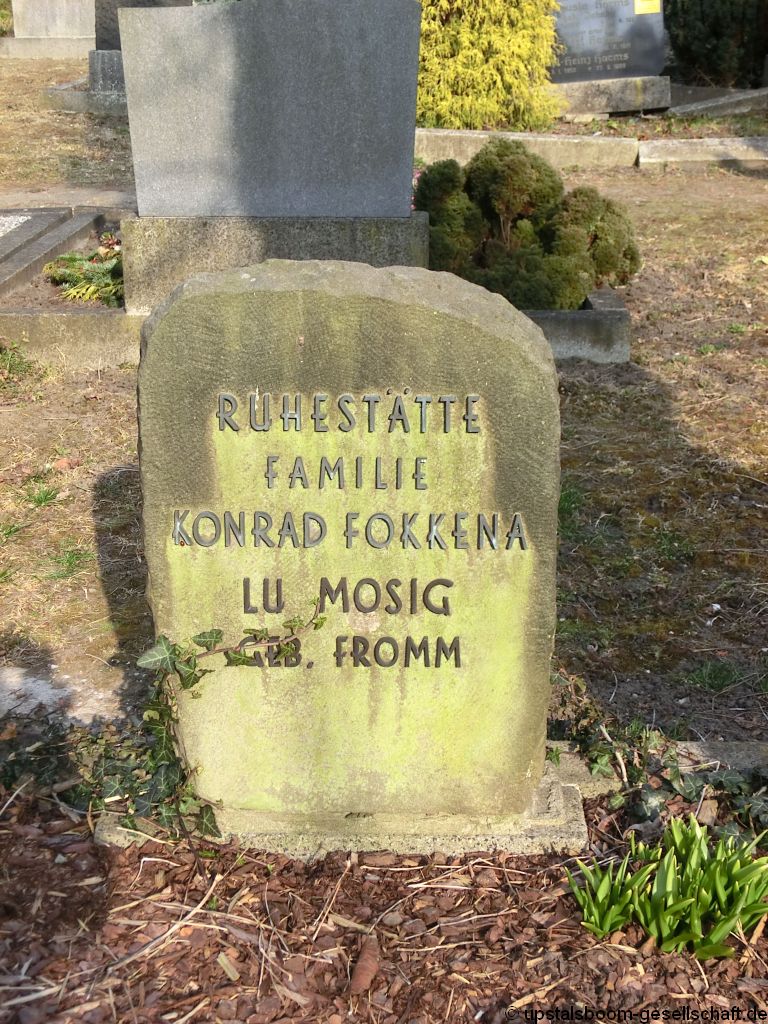 RUHESTÄTTE
FAMILIE
KONRAD FOKKENA
LU MOSIG
GEB. FROMM
© upstalsboom-gesellschaft.de